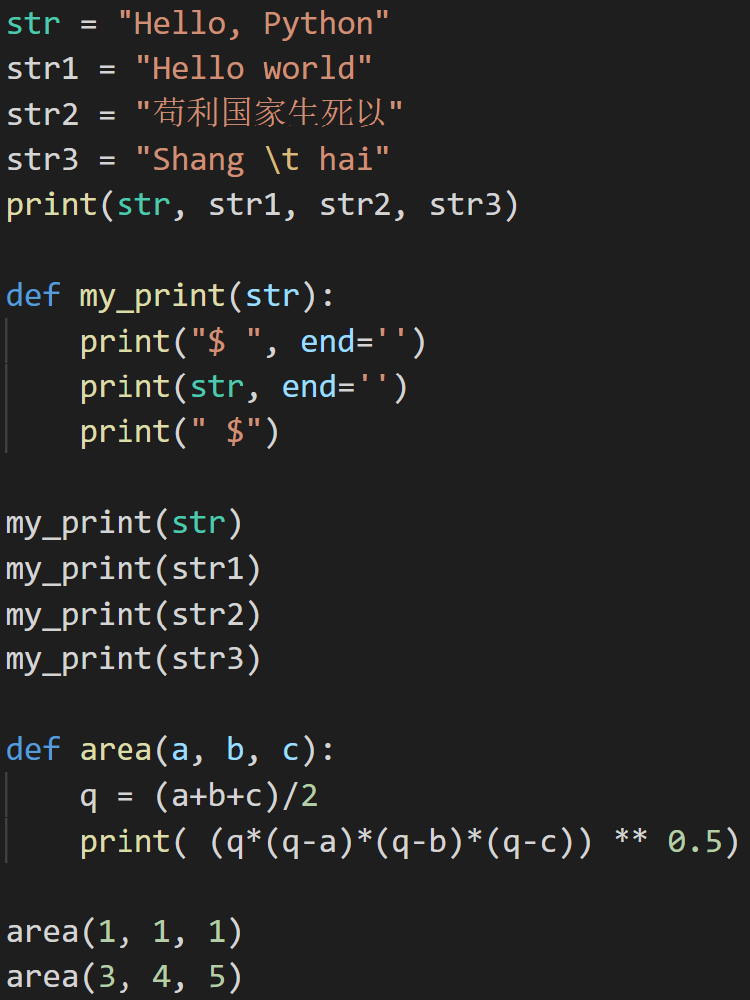 str = "Hello, Python"
str1 = "Hello world"
str2 = "苟利国家生死以"
str3 = "Shang \t hai"
print(str, str1, str2, str3)

def my_print(str):
    print("$ ", end='')
    print(str, end='')
    print(" $")

my_print(str)
my_print(str1)
my_print(str2)
my_print(str3)

def area(a, b, c):
    q = (a+b+c)/2
    print( (q*(q-a)*(q-b)*(q-c)) ** 0.5)

area(1, 1, 1)
area(3, 4, 5)